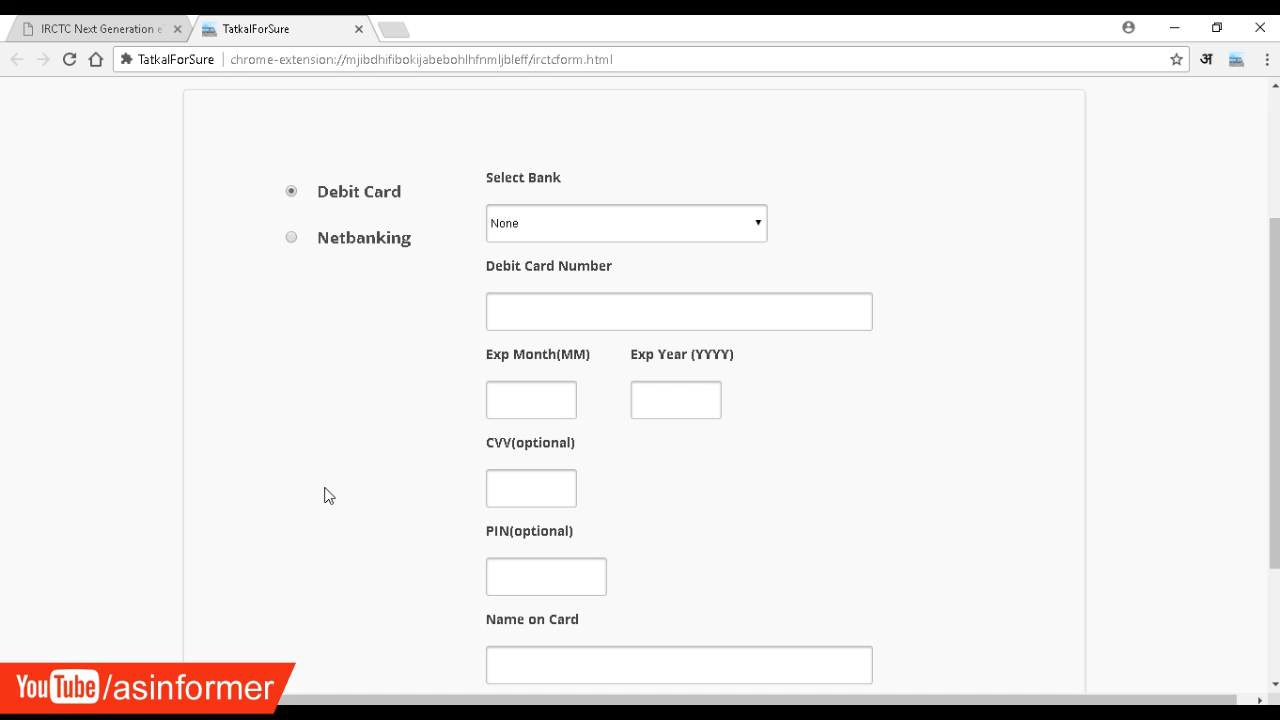 IRCTC Next Generation e
TatkalForSure
TatkalForSure chrome-extension://mjibdhifibokijabebohlhfnmljbleff/irctcform.html
अ
Debit Card
Netbanking
Select Bank
None
Debit Card Number
Exp Month(MM) Exp Year (YYYY)
CVV(optional)
PIN(optional)
Name on Card
YouTube/asinformer